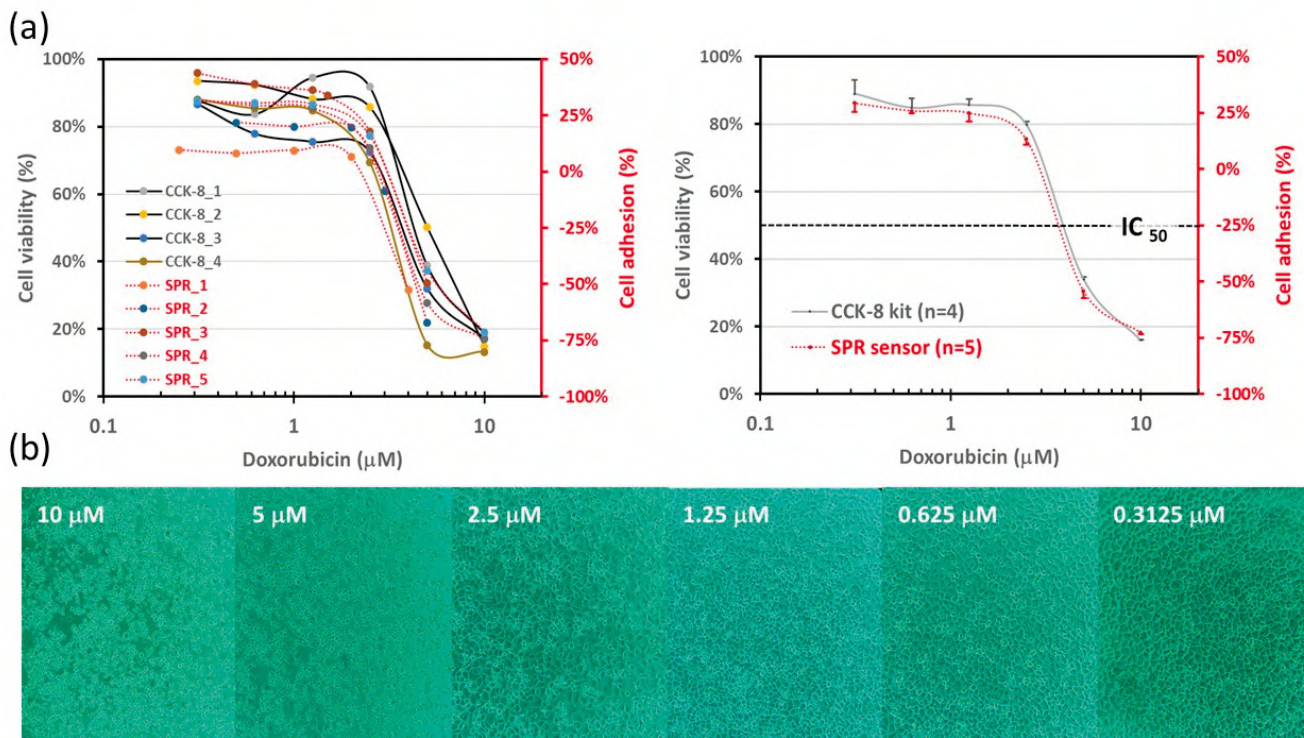 (a)
100%
80%
60%
40%
20%
0%
Cell viability (%)
50%
25%
0%
-25%
-50%
-75%
-100%
Cell adhesion (%)
CCK-8_1
CCK-8_2
CCK-8_3
CCK-8_4
SPR_1
SPR_2
SPR_3
SPR_4
SPR_5
0.1
1
10
Doxorubicin (μM)
100%
80%
60%
40%
20%
0%
Cell viability (%)
50%
25%
0%
-25%
-50%
-75%
-100%
Cell adhesion (%)
IC 50
CCK-8 kit (n=4)
SPR sensor (n=5)
0.1
1
10
Doxorubicin (μM)
(b)
10 μM
5 μM
2.5 μM
1.25 μM
0.625 μM
0.3125 μM